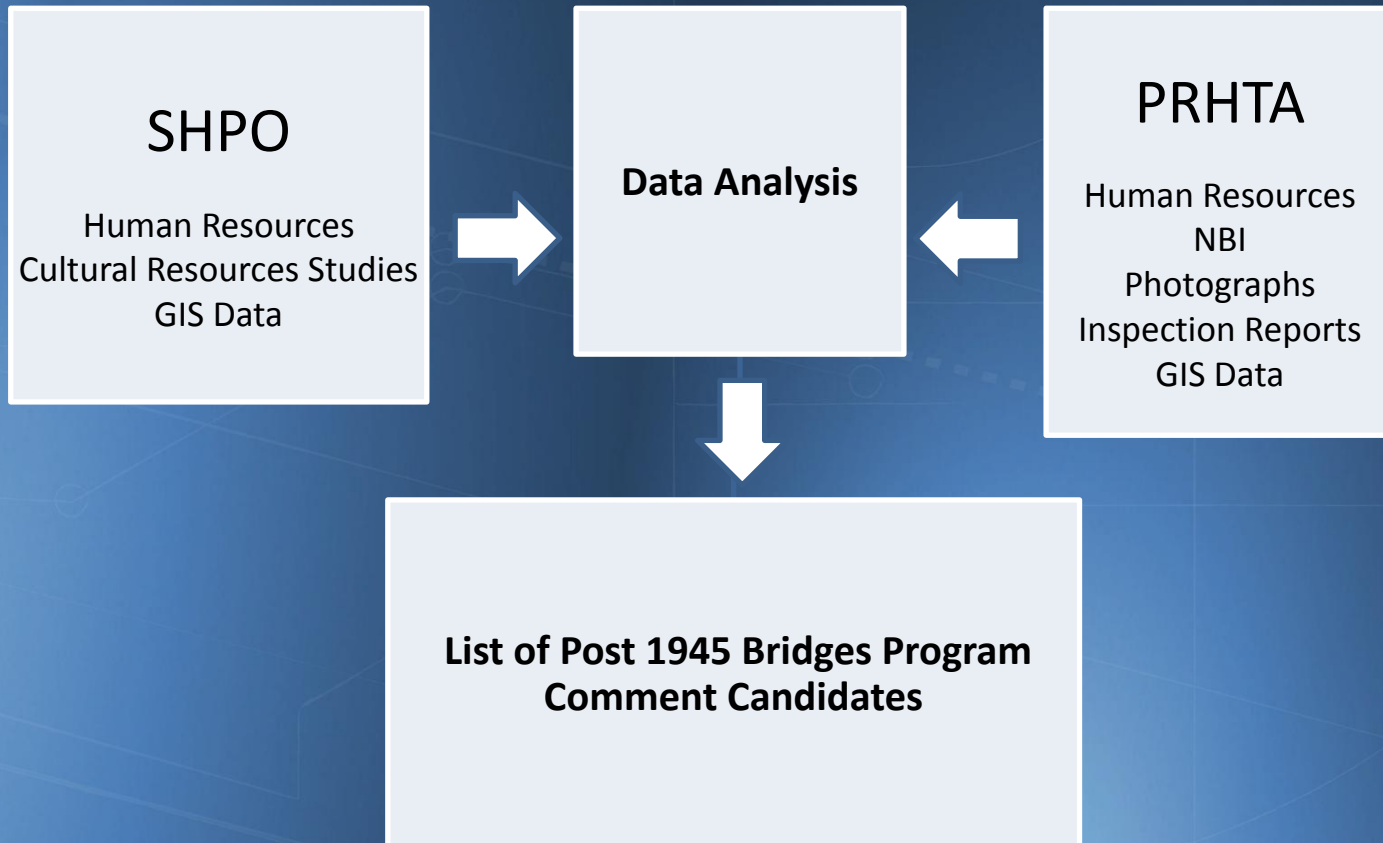 SHPO
Human Resources
Cultural Resources Studies
GIS Data
Data Analysis
PRHTA
Human Resources
NBI
Photographs
Inspection Reports
GIS Data
List of Post 1945 Bridges Program
Comment Candidates